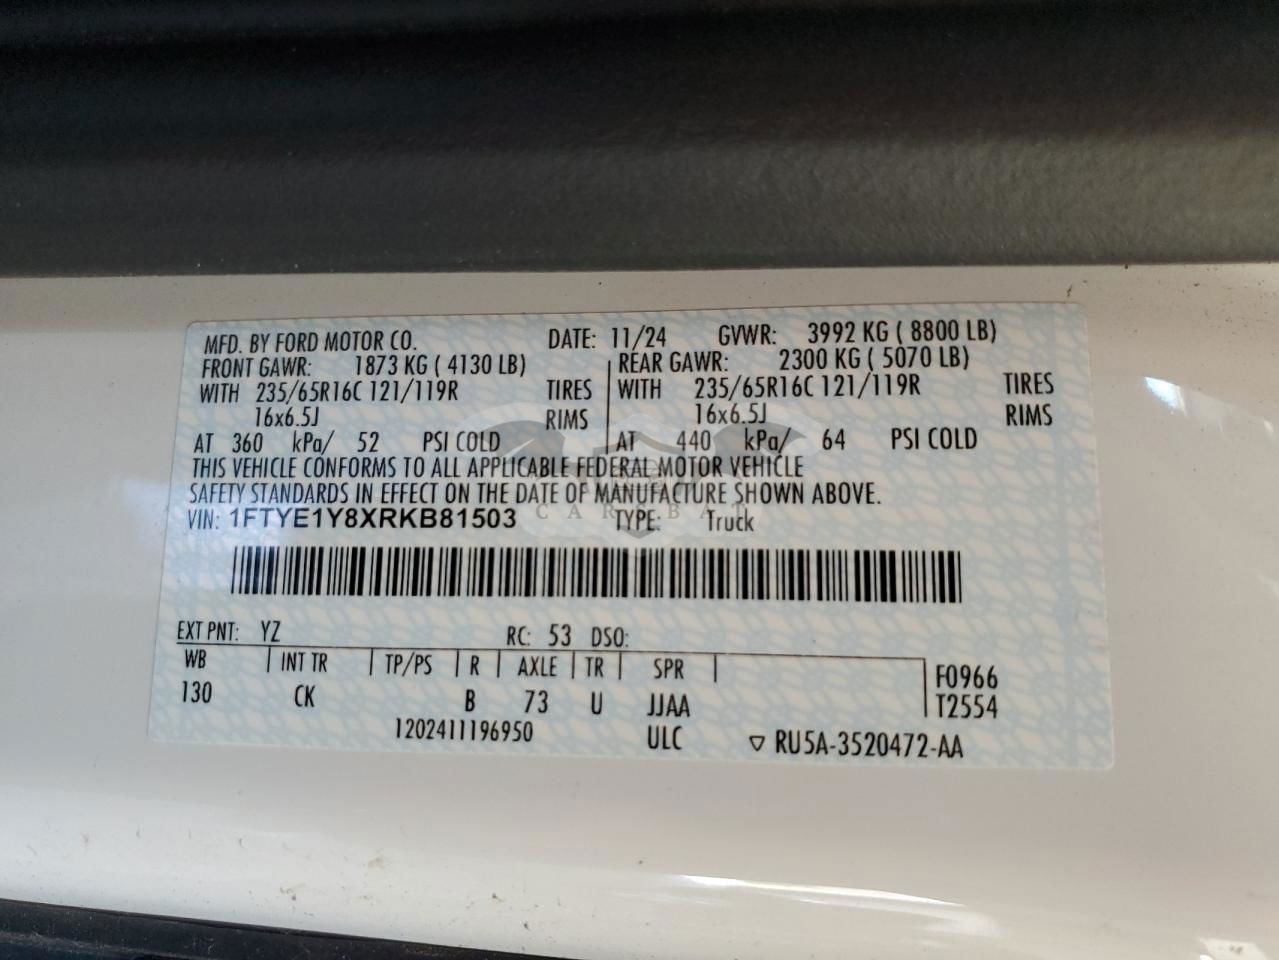 MFD. BY FORD MOTOR CO. DATE: 11/24 GVWR: 3992 KG ( 8800 LB)
FRONT GAWR: 1873 KG ( 4130 LB) REAR GAWR: 2300 KG ( 5070 LB)
WITH 235/65R16C 121/119R TIRES WITH 235/65R16C 121/119R TIRES
16x6.5J RIMS 16x6.5J RIMS
AT 360 kPa/ 52 PSI COLD AT 440 kPa/ 64 PSI COLD
THIS VEHICLE CONFORMS TO ALL APPLICABLE FEDERAL MOTOR VEHICLE
SAFETY STANDARDS IN EFFECT ON THE DATE OF MANUFACTURE SHOWN ABOVE.
CAR BAT
VIN: 1FTYE1Y8XRKB81503 TYPE: Truck
EXT PNT: YZ RC: 53 DSO:
WB INT TR TP/PS R AXLE TR SPR F0966
130 CK B 73 U JJAA T2554
1202411196950 ULC ▽ RU5A-3520472-AA